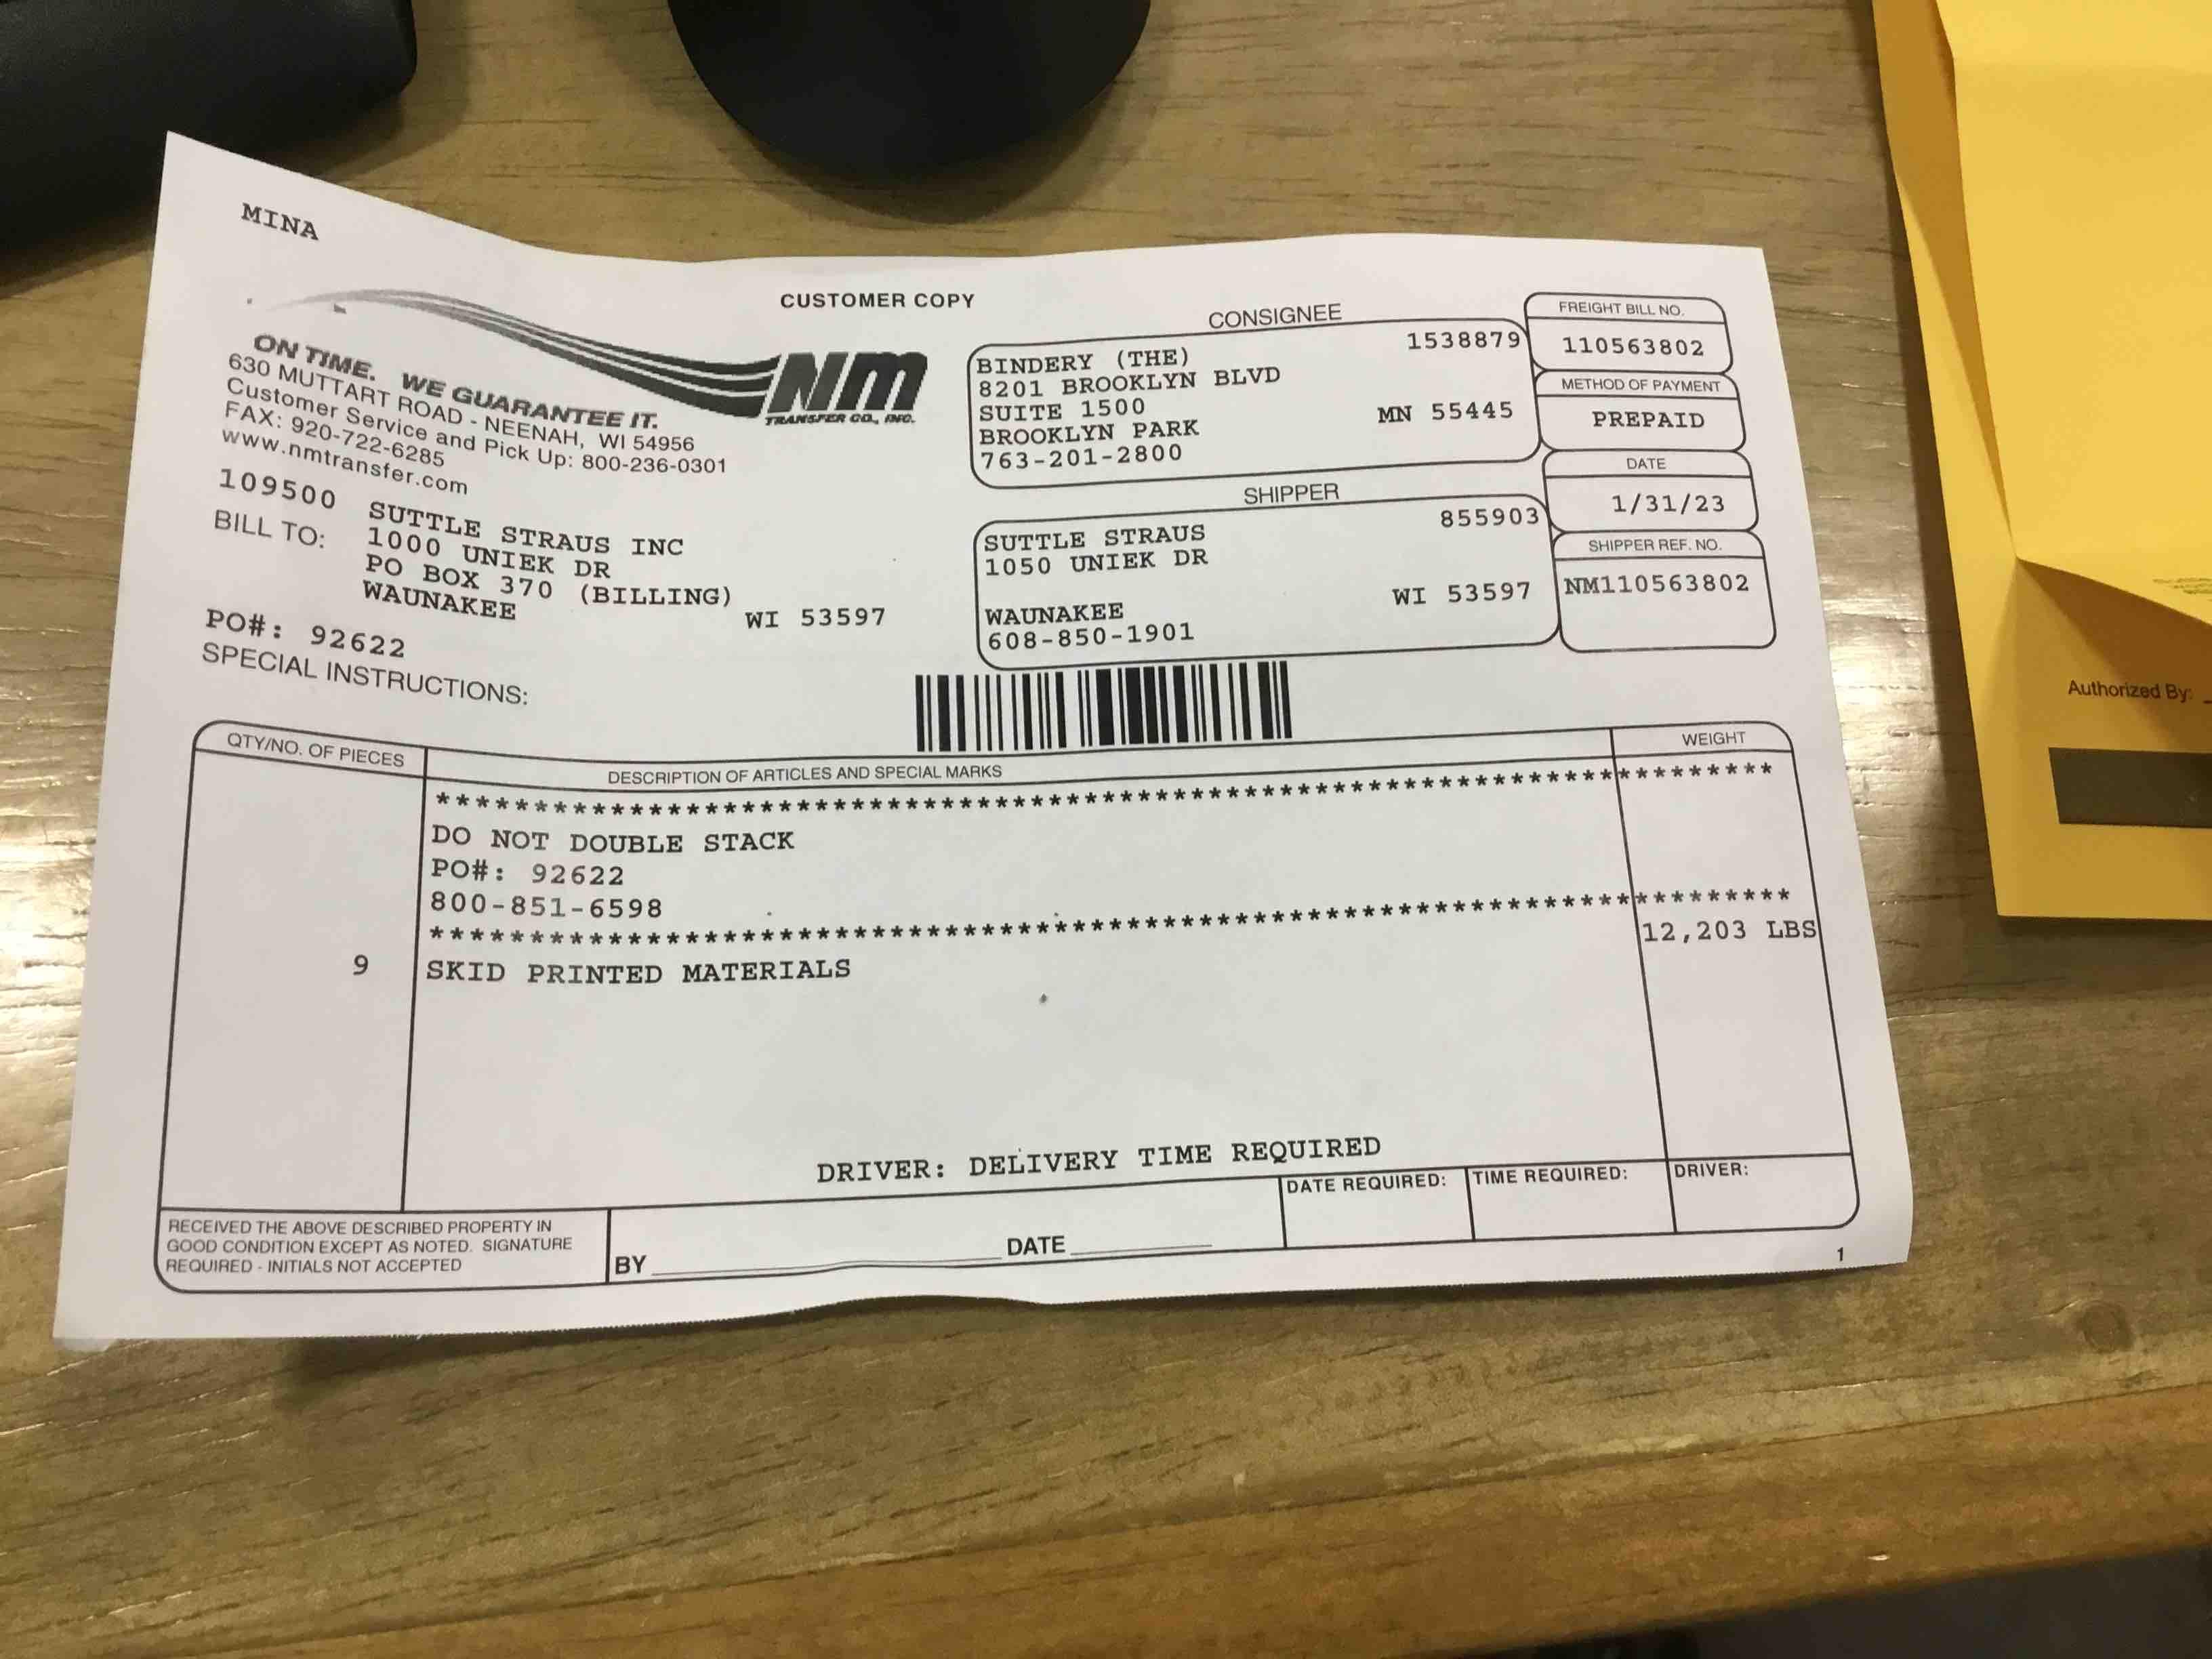 MINA
CUSTOMER COPY
NM
TRANSFER CO., INC.
ON TIME. WE GUARANTEE IT.
630 MUTTART ROAD - NEENAH, WI 54956
Customer Service and Pick Up: 800-236-0301
FAX: 920-722-6285
www.nmtransfer.com
109500 SUTTLE STRAUS INC
BILL TO: 1000 UNIEK DR
PO BOX 370 (BILLING)
WAUNAKEE WI 53597
PO#: 92622
SPECIAL INSTRUCTIONS:
CONSIGNEE
1538879
BINDERY (THE)
8201 BROOKLYN BLVD
SUITE 1500
BROOKLYN PARK MN 55445
763-201-2800
SHIPPER
855903
SUTTLE STRAUS
1050 UNIEK DR
WAUNAKEE WI 53597
608-850-1901
FREIGHT BILL NO.
110563802
METHOD OF PAYMENT
PREPAID
DATE
1/31/23
SHIPPER REF. NO.
NM110563802
QTY/NO. OF PIECES DESCRIPTION OF ARTICLES AND SPECIAL MARKS WEIGHT
DO NOT DOUBLE STACK
PO#: 92622
800-851-6598
9 SKID PRINTED MATERIALS 12,203 LBS
DRIVER: DELIVERY TIME REQUIRED
RECEIVED THE ABOVE DESCRIBED PROPERTY IN
GOOD CONDITION EXCEPT AS NOTED. SIGNATURE
REQUIRED - INITIALS NOT ACCEPTED
BY DATE
DATE REQUIRED: TIME REQUIRED: DRIVER:
1
Authorized By: